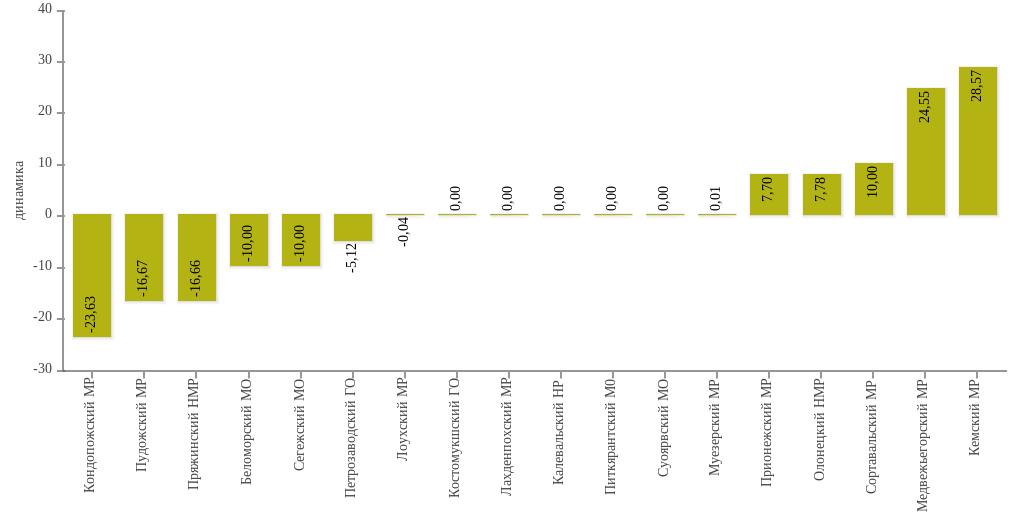 40
30
20
10
0
-10
-20
-30
динамика
-23,63
-16,67
-16,66
-10,00
-10,00
-5,12
-0,04
0,00
0,00
0,00
0,00
0,00
0,01
7,70
7,78
10,00
24,55
28,57
Кондопожский МР
Пудожский МР
Пряжинский НМР
Беломорский МО
Сегежский МО
Петрозаводский ГО
Лоухский МР
Костомукшский ГО
Лахденпохский МР
Калевальский НР
Питкярантский М0
Суоярвский МО
Муезерский МР
Прионежский МР
Олонецкий НМР
Сортавальский МР
Медвежьегорский МР
Кемский МР